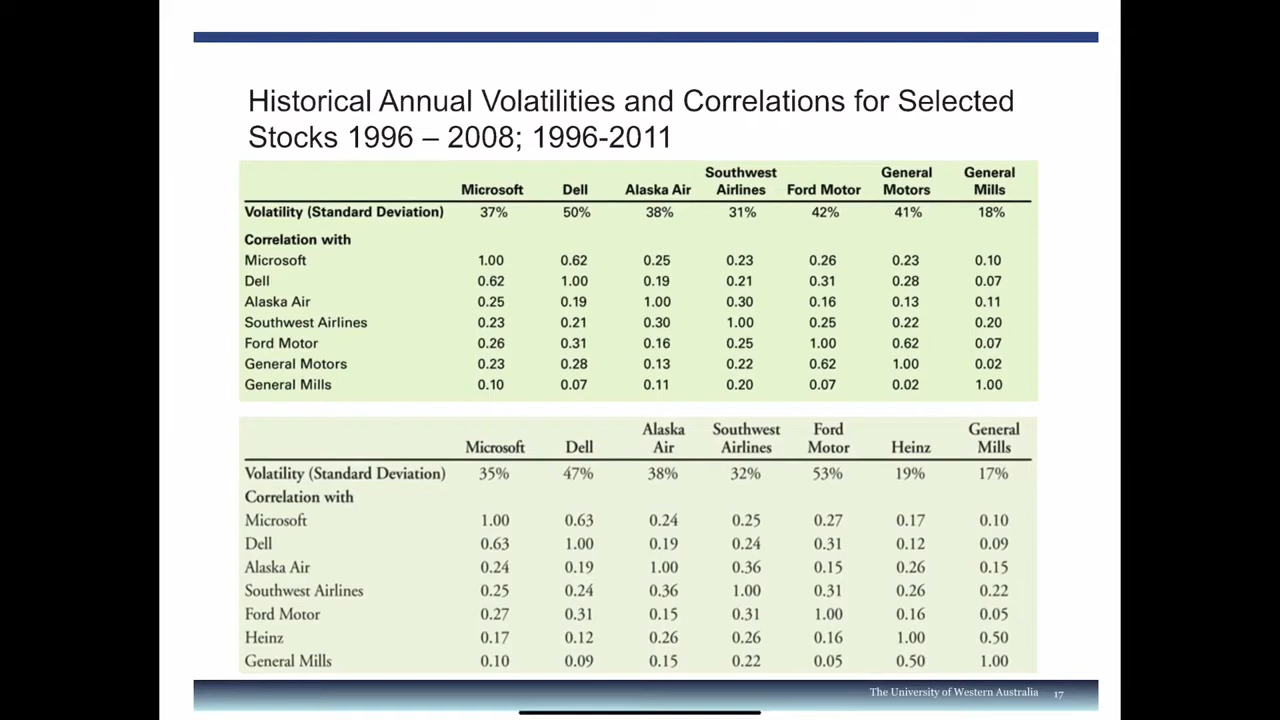 Historical Annual Volatilities and Correlations for Selected
Stocks 1996 – 2008; 1996-2011
Southwest General General
Microsoft Dell Alaska Air Airlines Ford Motor Motors Mills
Volatility (Standard Deviation) 37% 50% 38% 31% 42% 41% 18%
Correlation with
Microsoft 1.00 0.62 0.25 0.23 0.26 0.23 0.10
Dell 0.62 1.00 0.19 0.21 0.31 0.28 0.07
Alaska Air 0.25 0.19 1.00 0.30 0.16 0.13 0.11
Southwest Airlines 0.23 0.21 0.30 1.00 0.25 0.22 0.20
Ford Motor 0.26 0.31 0.16 0.25 1.00 0.62 0.07
General Motors 0.23 0.28 0.13 0.22 0.62 1.00 0.02
General Mills 0.10 0.07 0.11 0.20 0.07 0.02 1.00
Alaska Southwest Ford General
Microsoft Dell Air Airlines Motor Heinz Mills
Volatility (Standard Deviation) 35% 47% 38% 32% 53% 19% 17%
Correlation with
Microsoft 1.00 0.63 0.24 0.25 0.27 0.17 0.10
Dell 0.63 1.00 0.19 0.24 0.31 0.12 0.09
Alaska Air 0.24 0.19 1.00 0.36 0.15 0.26 0.15
Southwest Airlines 0.25 0.24 0.36 1.00 0.31 0.26 0.22
Ford Motor 0.27 0.31 0.15 0.31 1.00 0.16 0.05
Heinz 0.17 0.12 0.26 0.26 0.16 1.00 0.50
General Mills 0.10 0.09 0.15 0.22 0.05 0.50 1.00
The University of Western Australia 17